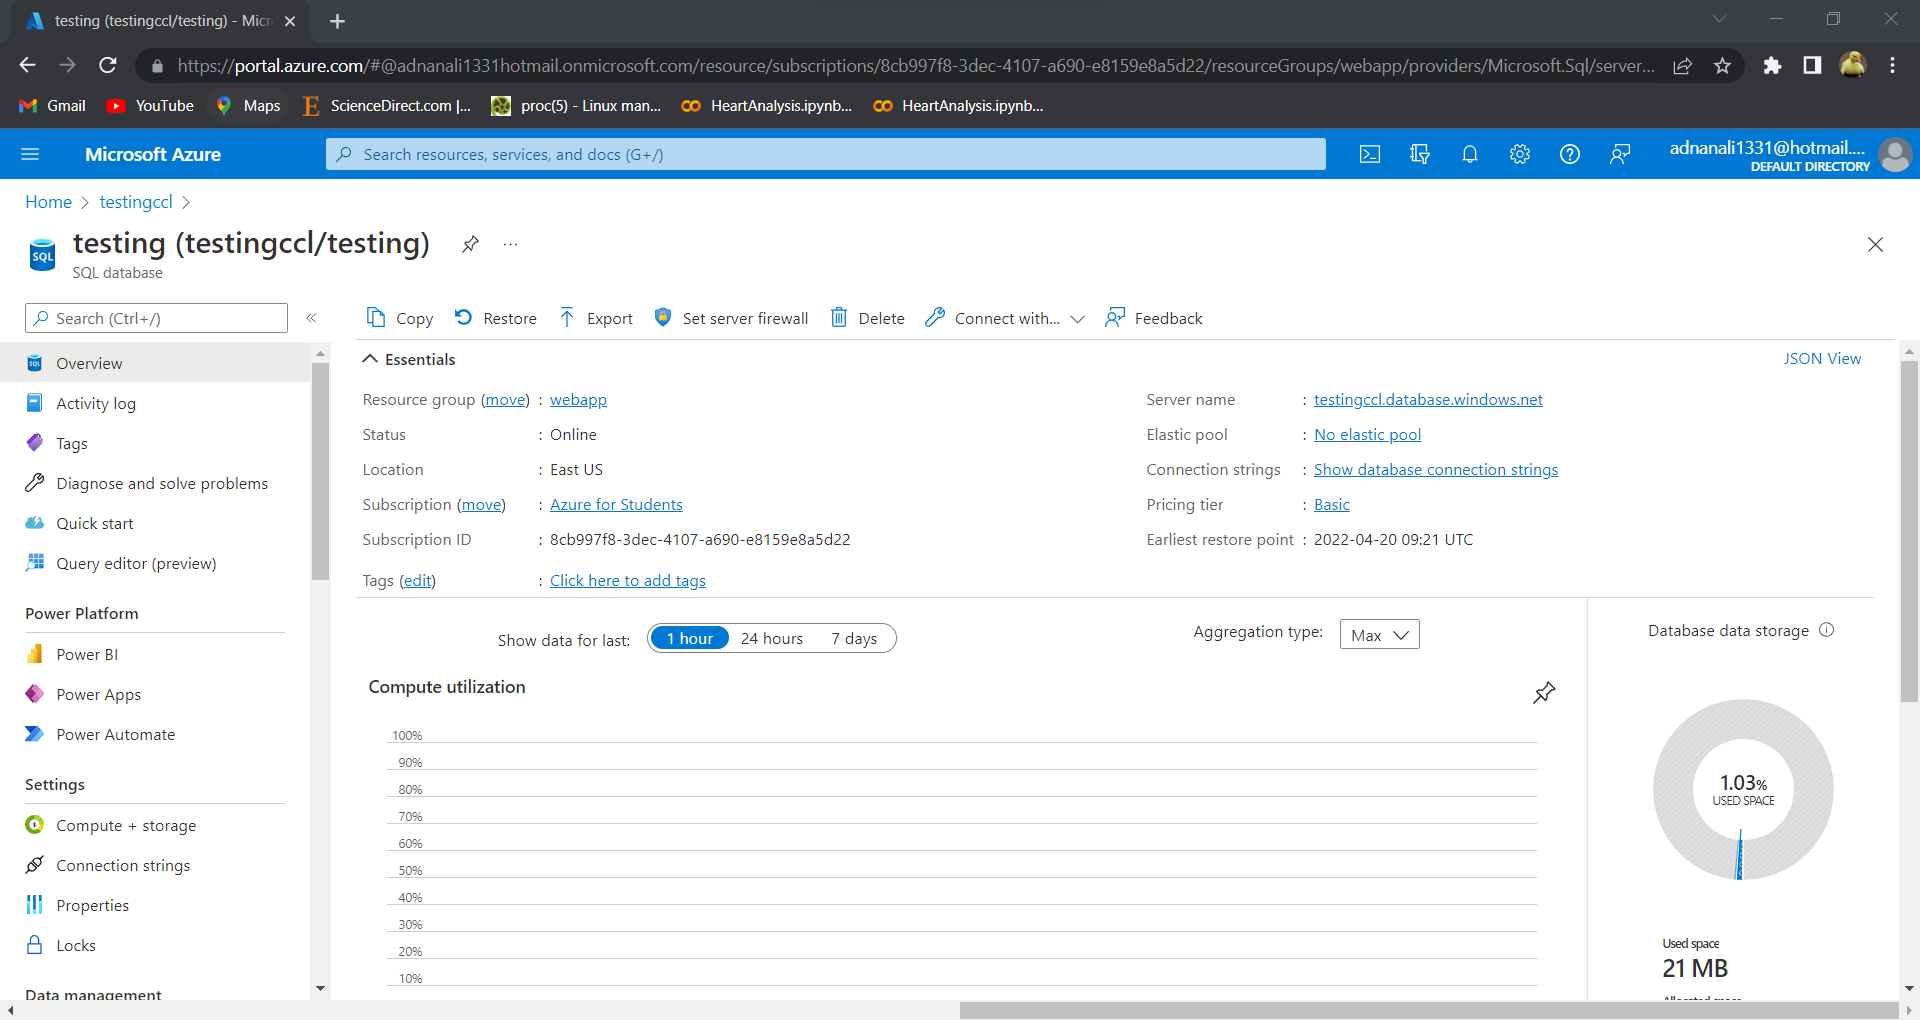 testing (testingccl/testing) - Micr
https://portal.azure.com/#@adnanali1331hotmail.onmicrosoft.com/resource/subscriptions/8cb997f8-3dec-4107-a690-e8159e8a5d22/resourceGroups/webapp/providers/Microsoft.Sql/server...
Gmail YouTube Maps ScienceDirect.com |... proc(5) - Linux man... HeartAnalysis.ipynb... HeartAnalysis.ipynb...
Microsoft Azure
Search resources, services, and docs (G+/)
adnanali1331@hotmail....
DEFAULT DIRECTORY
Home > testingccl >
testing (testingccl/testing)
SQL
SQL database
Search (Ctrl+/)
Overview
Activity log
Tags
Diagnose and solve problems
Quick start
Query editor (preview)
Power Platform
Power BI
Power Apps
Power Automate
Settings
Compute + storage
Connection strings
Properties
Locks
Data management
Copy Restore Export Set server firewall Delete Connect with... Feedback
Essentials
JSON View
Resource group (move) : webapp
Status : Online
Location : East US
Subscription (move) : Azure for Students
Subscription ID : 8cb997f8-3dec-4107-a690-e8159e8a5d22
Tags (edit) : Click here to add tags
Server name : testingccl.database.windows.net
Elastic pool : No elastic pool
Connection strings : Show database connection strings
Pricing tier : Basic
Earliest restore point : 2022-04-20 09:21 UTC
Show data for last: 1 hour 24 hours 7 days
Aggregation type: Max
Compute utilization
100%
90%
80%
70%
60%
50%
40%
30%
20%
10%
Database data storage
1.03%
USED SPACE
Used space
21 MB
Allocated space